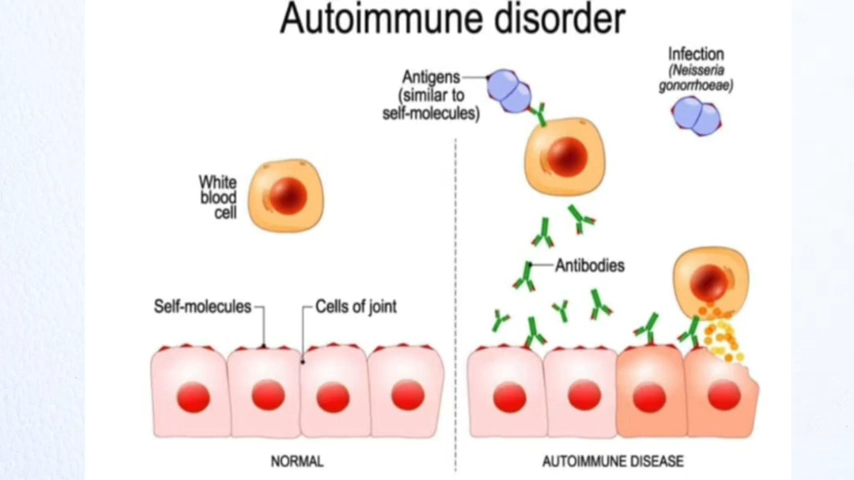 Autoimmune disorder
Antigens
(similar to
self-molecules)
Infection
(Neisseria
gonorrhoeae)
White
blood
cell
Antibodies
Self-molecules
Cells of joint
NORMAL
AUTOIMMUNE DISEASE